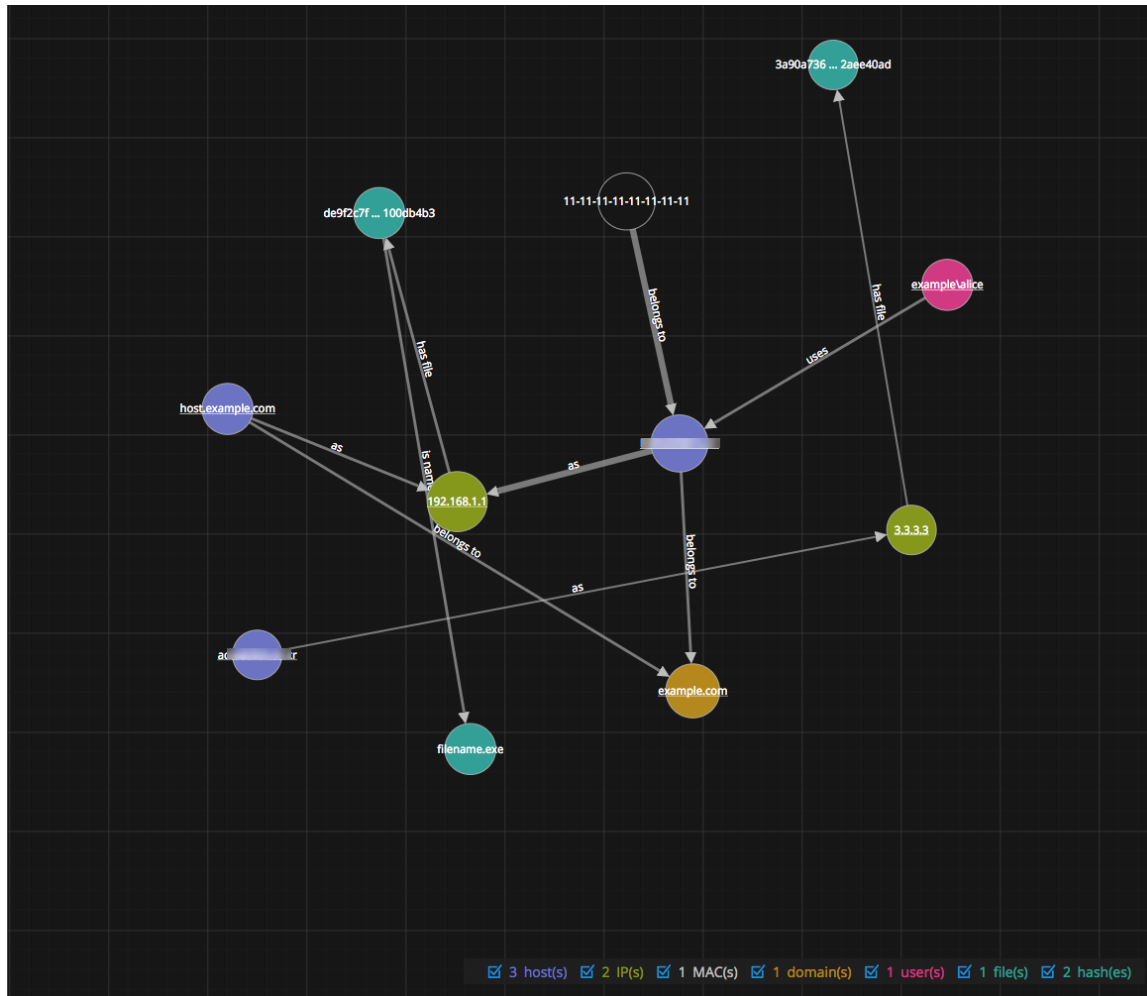 3a90a736 ... 2aee40ad
11-11-11-11-11-11-11-11
de9f2c7f ... 100db4b3
example\alice
has file
belongs to
uses
has file
host.example.com
as
is name
as
192.168.1.1
3.3.3.3
belongs to
belongs to
as
example.com
filename.exe
3 host(s) 2 IP(s) 1 MAC(s) 1 domain(s) 1 user(s) 1 file(s) 2 hash(es)